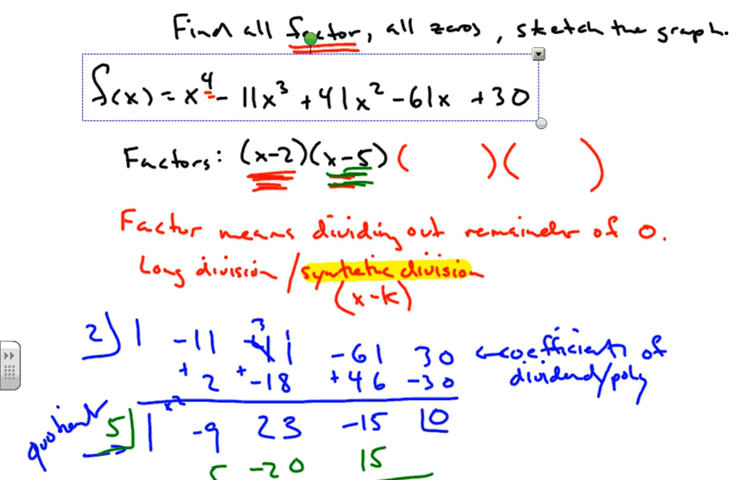 Find all factor, all zeros, sketch the graph.
f(x) = x⁴ - 11x³ + 41x² - 61x + 30
Factors: (x-2)(x-5)( )( )
Factor means dividing out remainder of 0.
Long division / synthetic division
(x-k)
2) 1 -11 41 -61 30 ← coefficients of
+2 +-18 +46 -30 dividend/poly
quotient 5) 1 -9 23 -15 0
5 -20 15